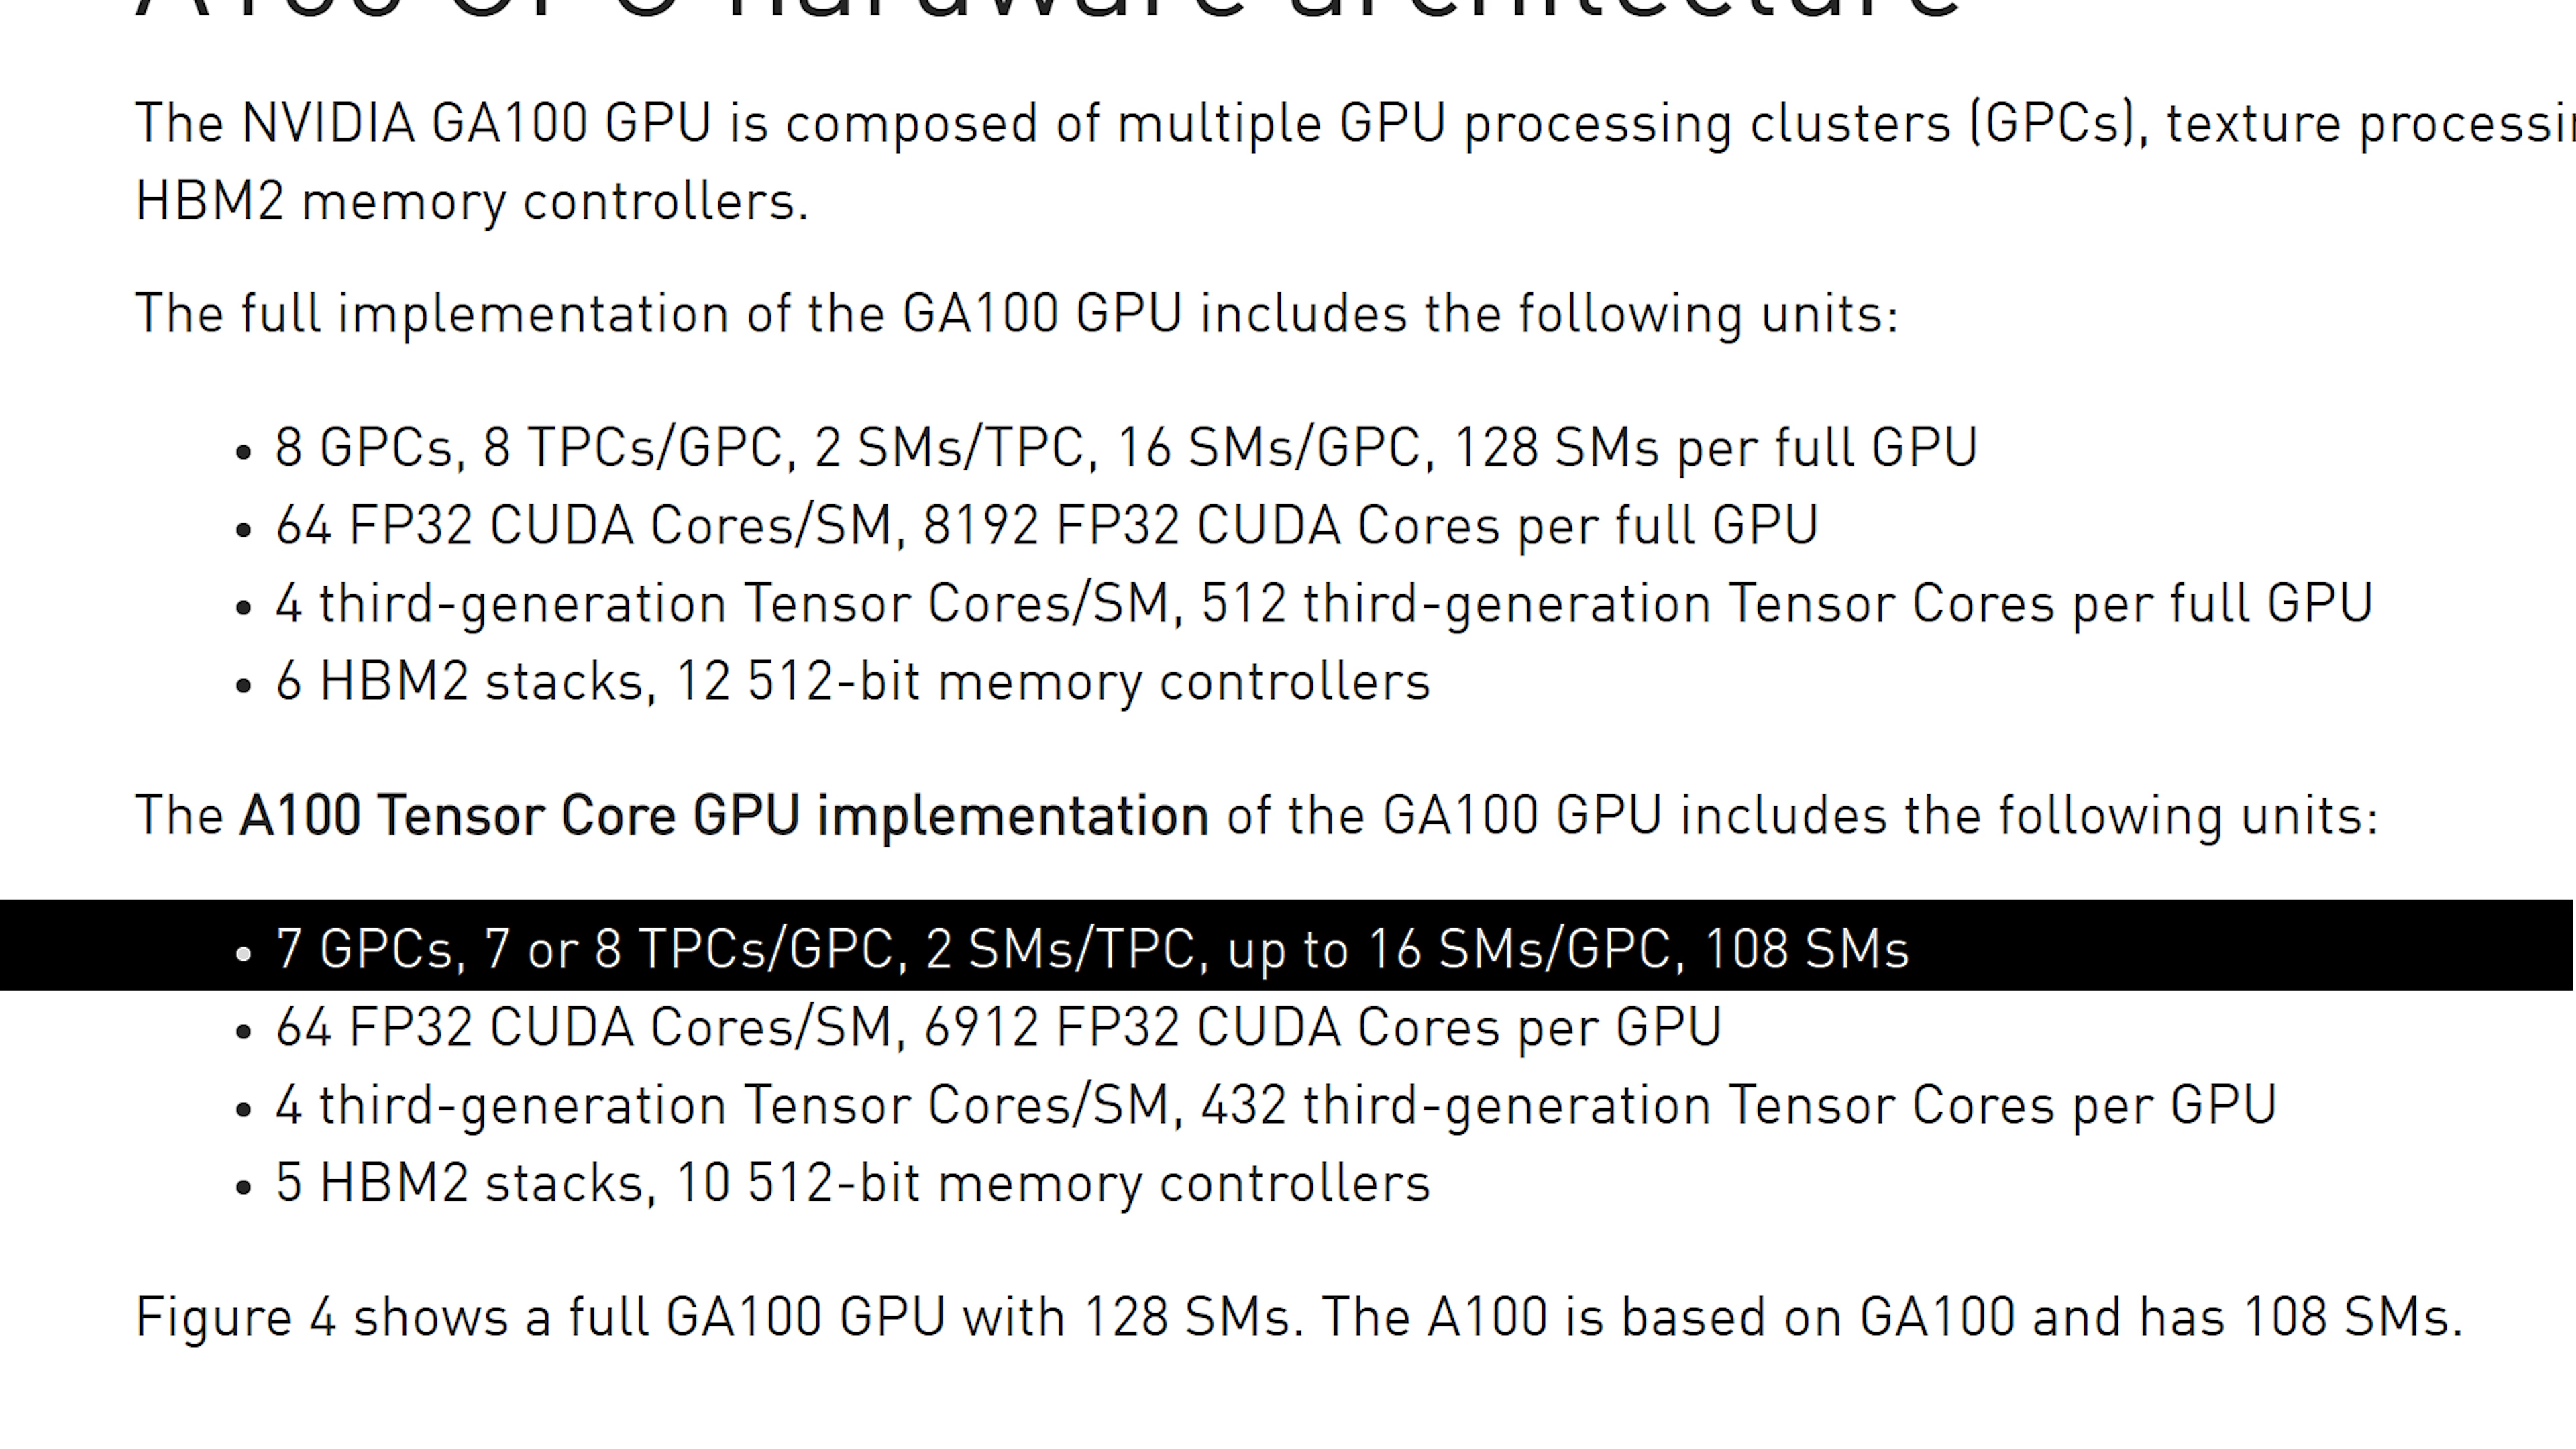 A100 GPU hardware architecture
The NVIDIA GA100 GPU is composed of multiple GPU processing clusters (GPCs), texture processin
HBM2 memory controllers.
The full implementation of the GA100 GPU includes the following units:
• 8 GPCs, 8 TPCs/GPC, 2 SMs/TPC, 16 SMs/GPC, 128 SMs per full GPU
• 64 FP32 CUDA Cores/SM, 8192 FP32 CUDA Cores per full GPU
• 4 third-generation Tensor Cores/SM, 512 third-generation Tensor Cores per full GPU
• 6 HBM2 stacks, 12 512-bit memory controllers
The A100 Tensor Core GPU implementation of the GA100 GPU includes the following units:
• 7 GPCs, 7 or 8 TPCs/GPC, 2 SMs/TPC, up to 16 SMs/GPC, 108 SMs
• 64 FP32 CUDA Cores/SM, 6912 FP32 CUDA Cores per GPU
• 4 third-generation Tensor Cores/SM, 432 third-generation Tensor Cores per GPU
• 5 HBM2 stacks, 10 512-bit memory controllers
Figure 4 shows a full GA100 GPU with 128 SMs. The A100 is based on GA100 and has 108 SMs.